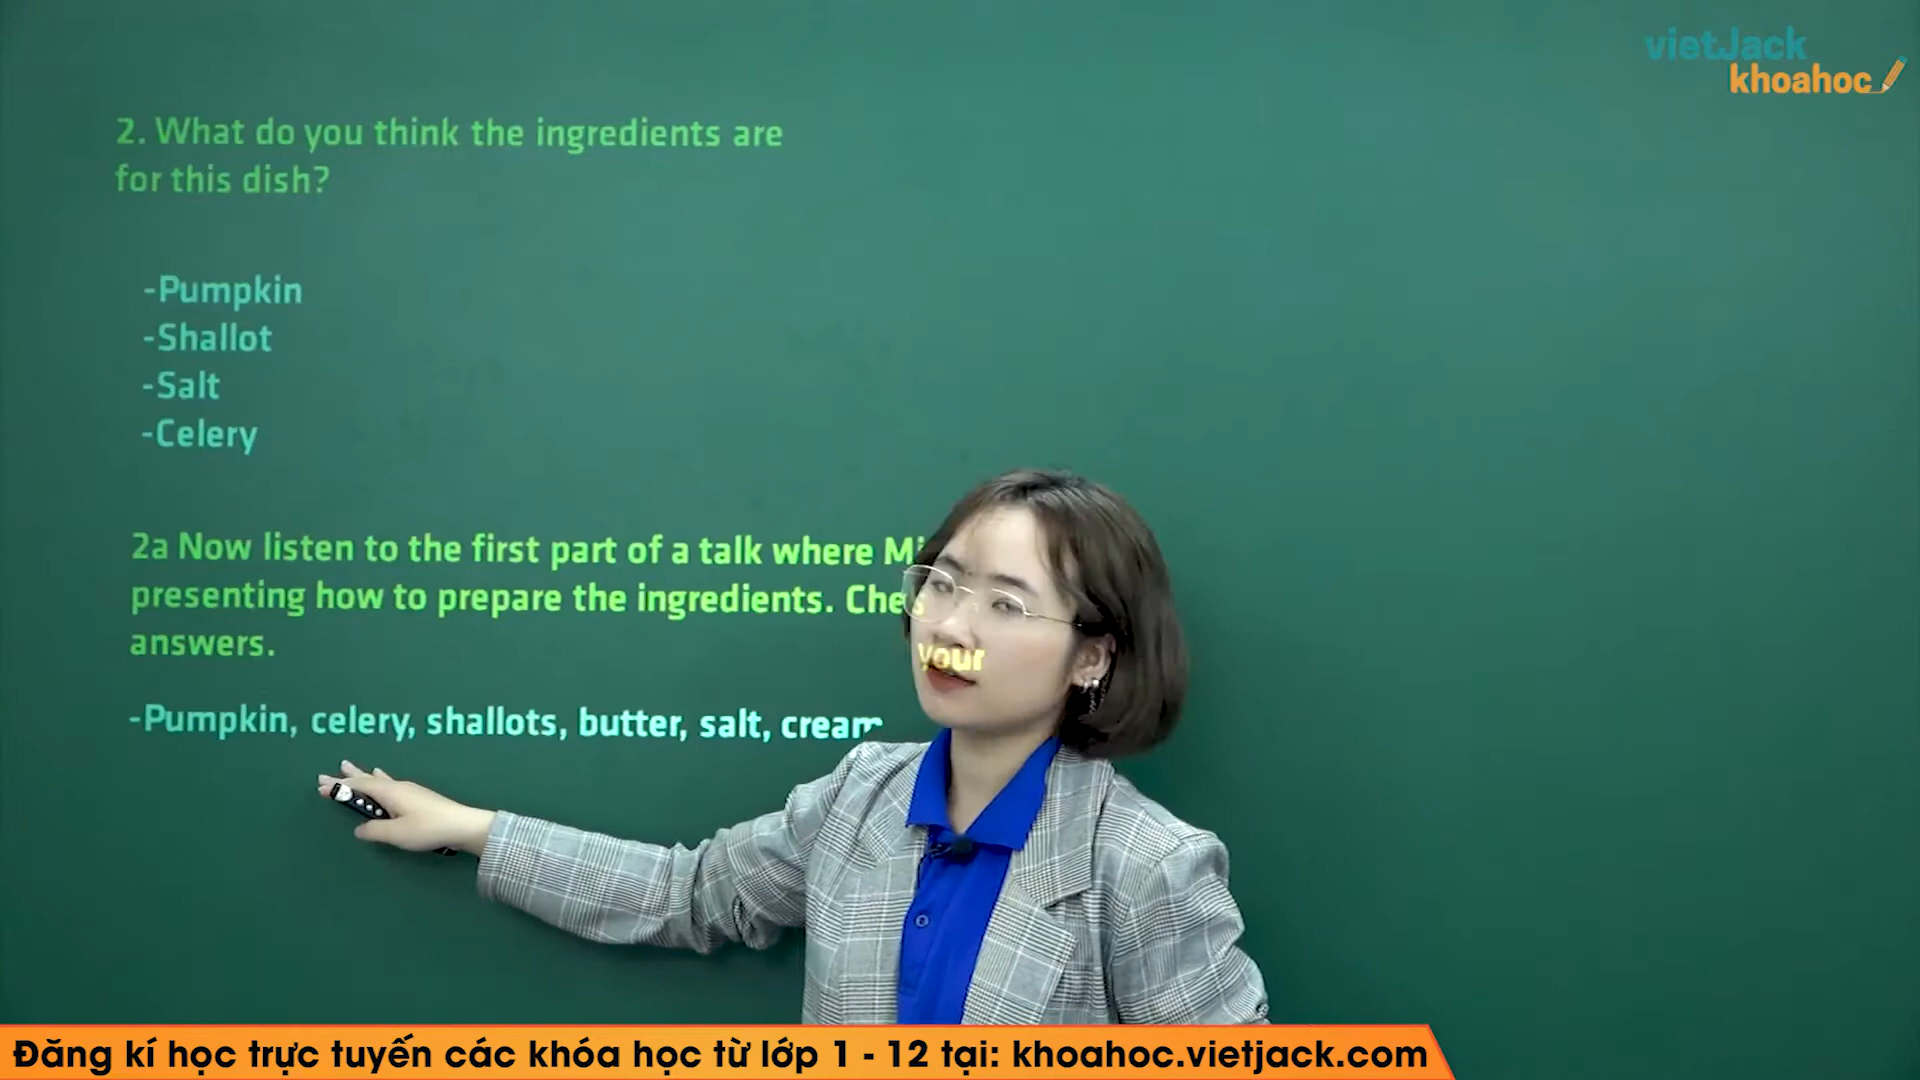 vietJack
khoahoc
2. What do you think the ingredients are
for this dish?
-Pumpkin
-Shallot
-Salt
-Celery
2a Now listen to the first part of a talk where
presenting how to prepare the ingredients.
your
answers.
-Pumpkin, celery, shallots, butter, salt, cream
Đăng kí học trực tuyến các khóa học từ lớp 1 - 12 tại: khoahoc.vietjack.com